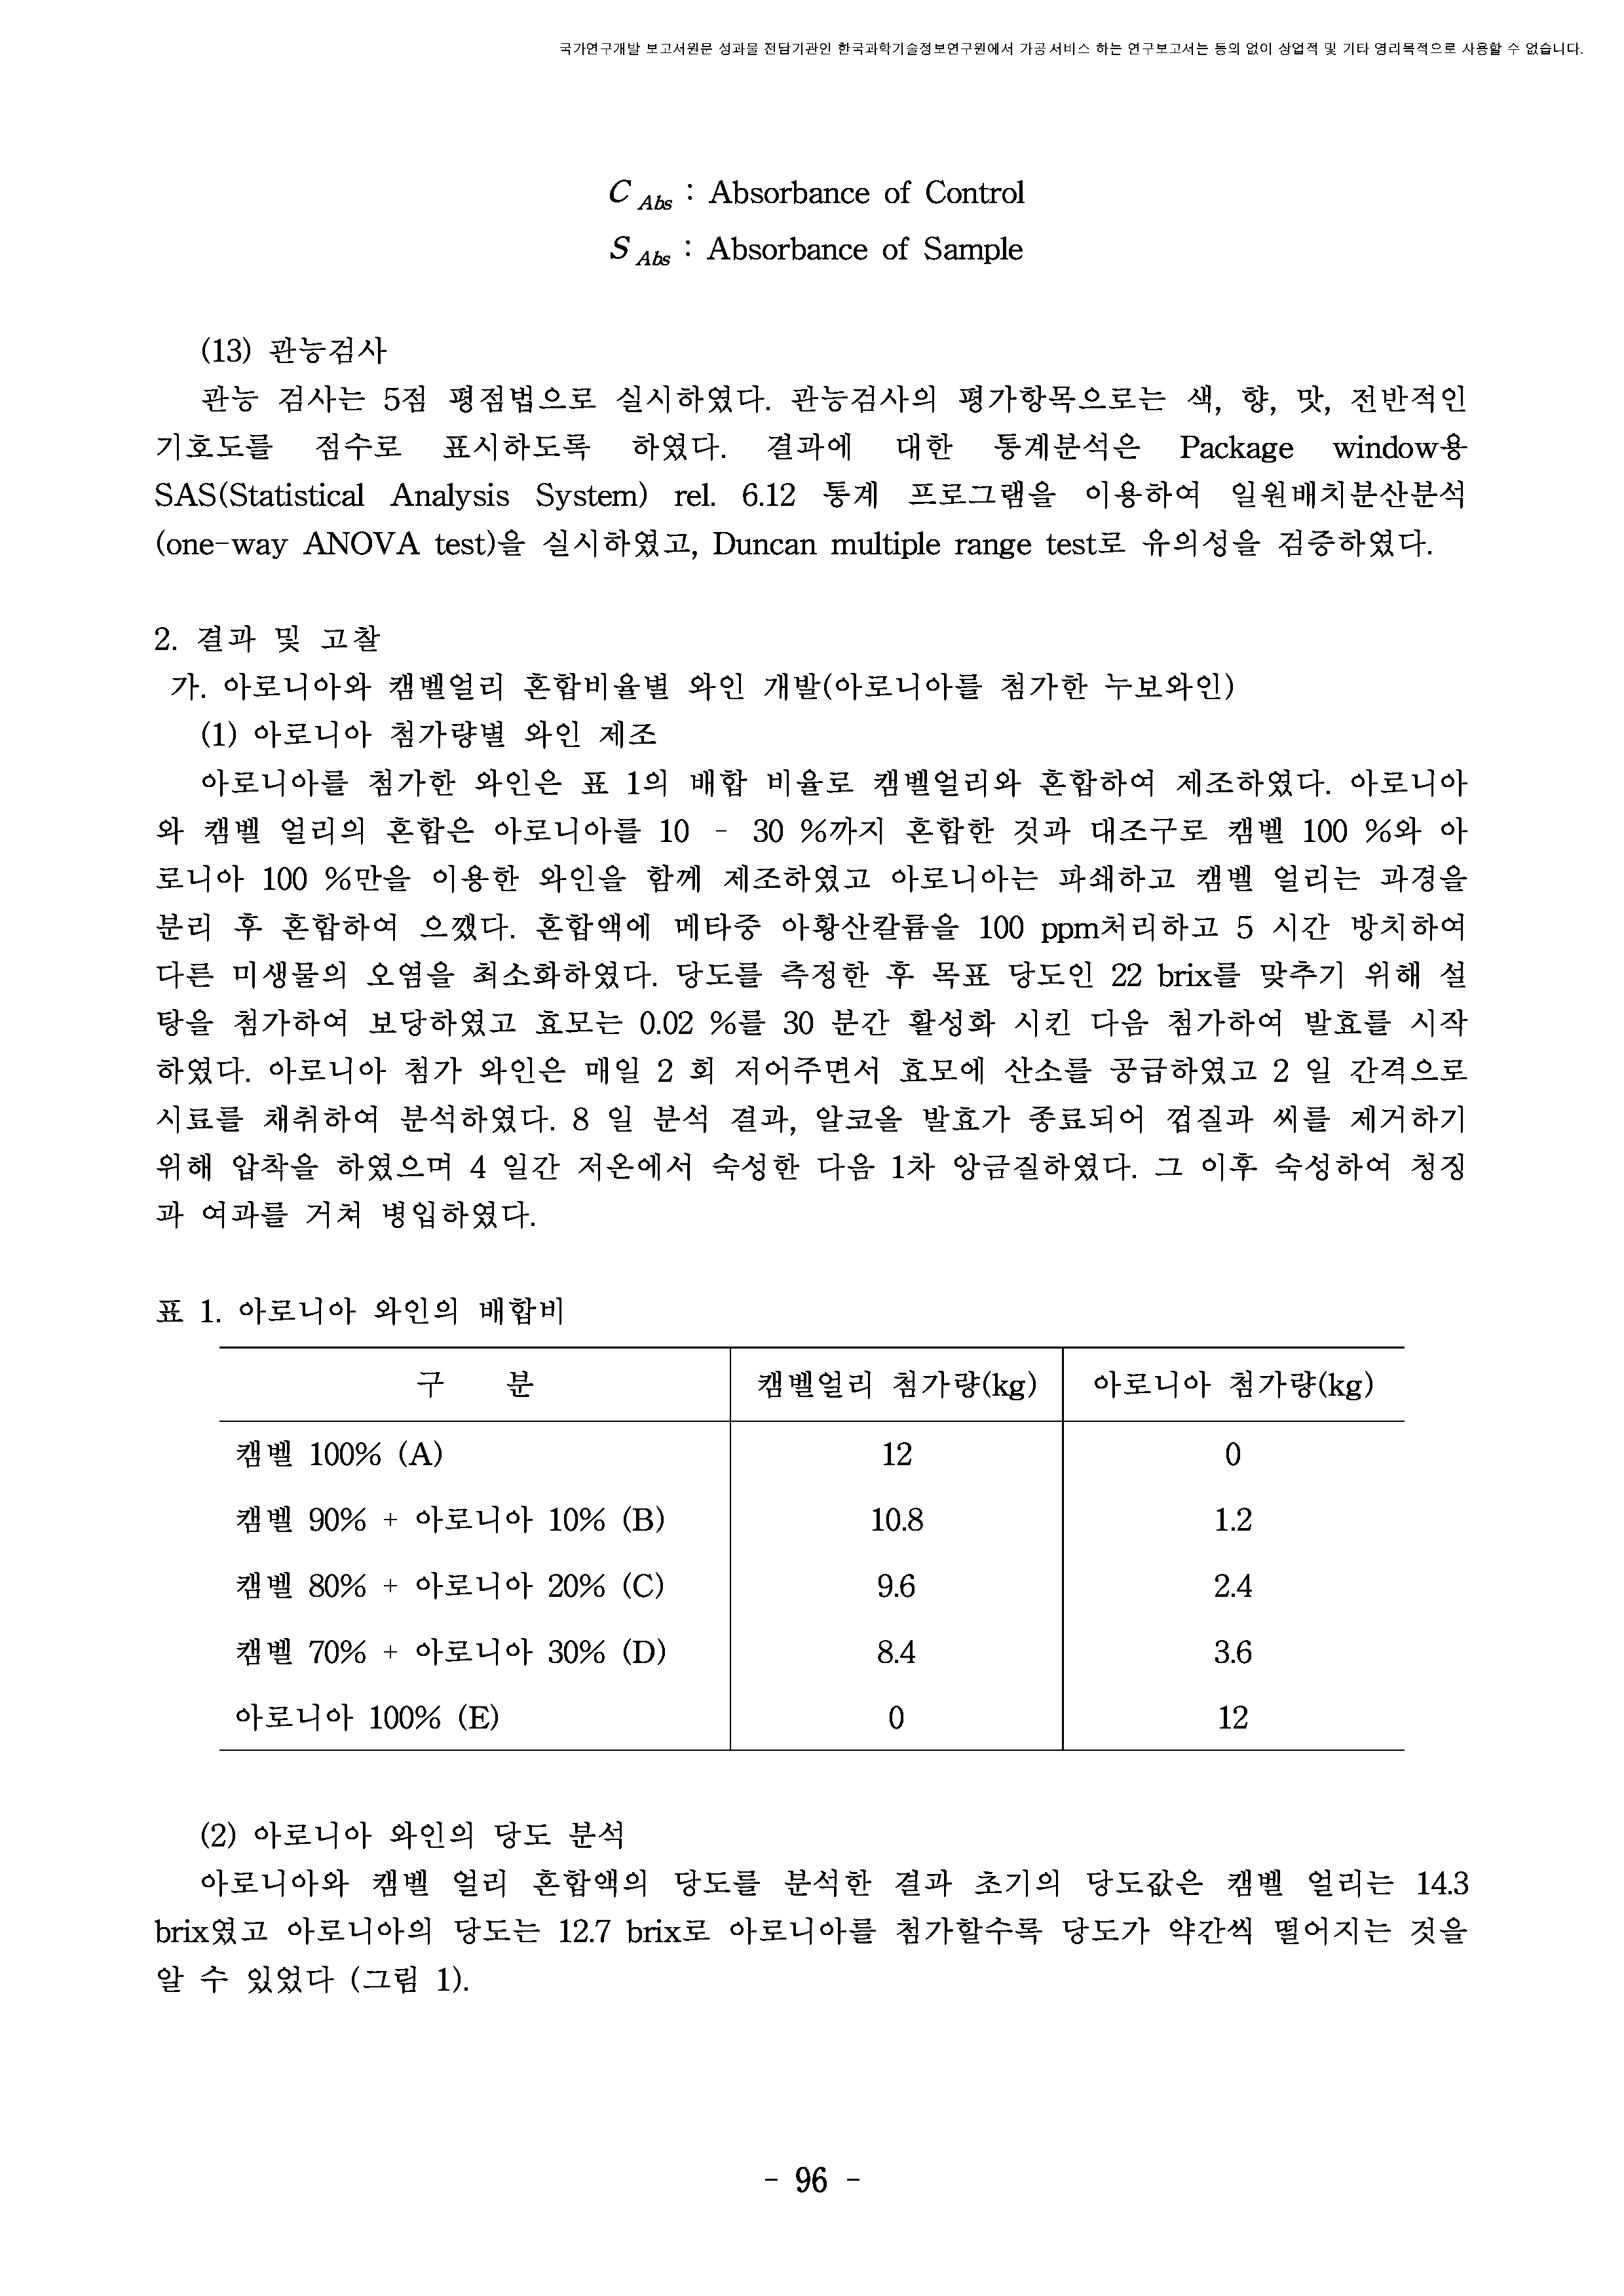 국가연구개발 보고서원문 성과물 전담기관인 한국과학기술정보연구원에서 가공·서비스 하는 연구보고서는 동의 없이 상업적 및 기타 영리목적으로 사용할 수 없습니다.
C Abs : Absorbance of Control
S Abs : Absorbance of Sample
(13) 관능검사
관능 검사는 5점 평점법으로 실시하였다. 관능검사의 평가항목으로는 색, 향, 맛, 전반적인
기호도를 점수로 표시하도록 하였다. 결과에 대한 통계분석은 Package window용
SAS(Statistical Analysis System) rel. 6.12 통계 프로그램을 이용하여 일원배치분산분석
(one-way ANOVA test)을 실시하였고, Duncan multiple range test로 유의성을 검증하였다.
2. 결과 및 고찰
가. 아로니아와 캠벨얼리 혼합비율별 와인 개발(아로니아를 첨가한 누보와인)
(1) 아로니아 첨가량별 와인 제조
아로니아를 첨가한 와인은 표 1의 배합 비율로 캠벨얼리와 혼합하여 제조하였다. 아로니아
와 캠벨 얼리의 혼합은 아로니아를 10 - 30 %까지 혼합한 것과 대조구로 캠벨 100 %와 아
로니아 100 %만을 이용한 와인을 함께 제조하였고 아로니아는 파쇄하고 캠벨 얼리는 과경을
분리 후 혼합하여 으깼다. 혼합액에 메타중 아황산칼륨을 100 ppm처리하고 5 시간 방치하여
다른 미생물의 오염을 최소화하였다. 당도를 측정한 후 목표 당도인 22 brix를 맞추기 위해 설
탕을 첨가하여 보당하였고 효모는 0.02 %를 30 분간 활성화 시킨 다음 첨가하여 발효를 시작
하였다. 아로니아 첨가 와인은 매일 2 회 저어주면서 효모에 산소를 공급하였고 2 일 간격으로
시료를 채취하여 분석하였다. 8 일 분석 결과, 알코올 발효가 종료되어 껍질과 씨를 제거하기
위해 압착을 하였으며 4 일간 저온에서 숙성한 다음 1차 앙금질하였다. 그 이후 숙성하여 청징
과 여과를 거쳐 병입하였다.
표 1. 아로니아 와인의 배합비
구 분 캠벨얼리 첨가량(kg) 아로니아 첨가량(kg)
캠벨 100% (A) 12 0
캠벨 90% + 아로니아 10% (B) 10.8 1.2
캠벨 80% + 아로니아 20% (C) 9.6 2.4
캠벨 70% + 아로니아 30% (D) 8.4 3.6
아로니아 100% (E) 0 12
(2) 아로니아 와인의 당도 분석
아로니아와 캠벨 얼리 혼합액의 당도를 분석한 결과 초기의 당도값은 캠벨 얼리는 14.3
brix였고 아로니아의 당도는 12.7 brix로 아로니아를 첨가할수록 당도가 약간씩 떨어지는 것을
알 수 있었다 (그림 1).
- 96 -